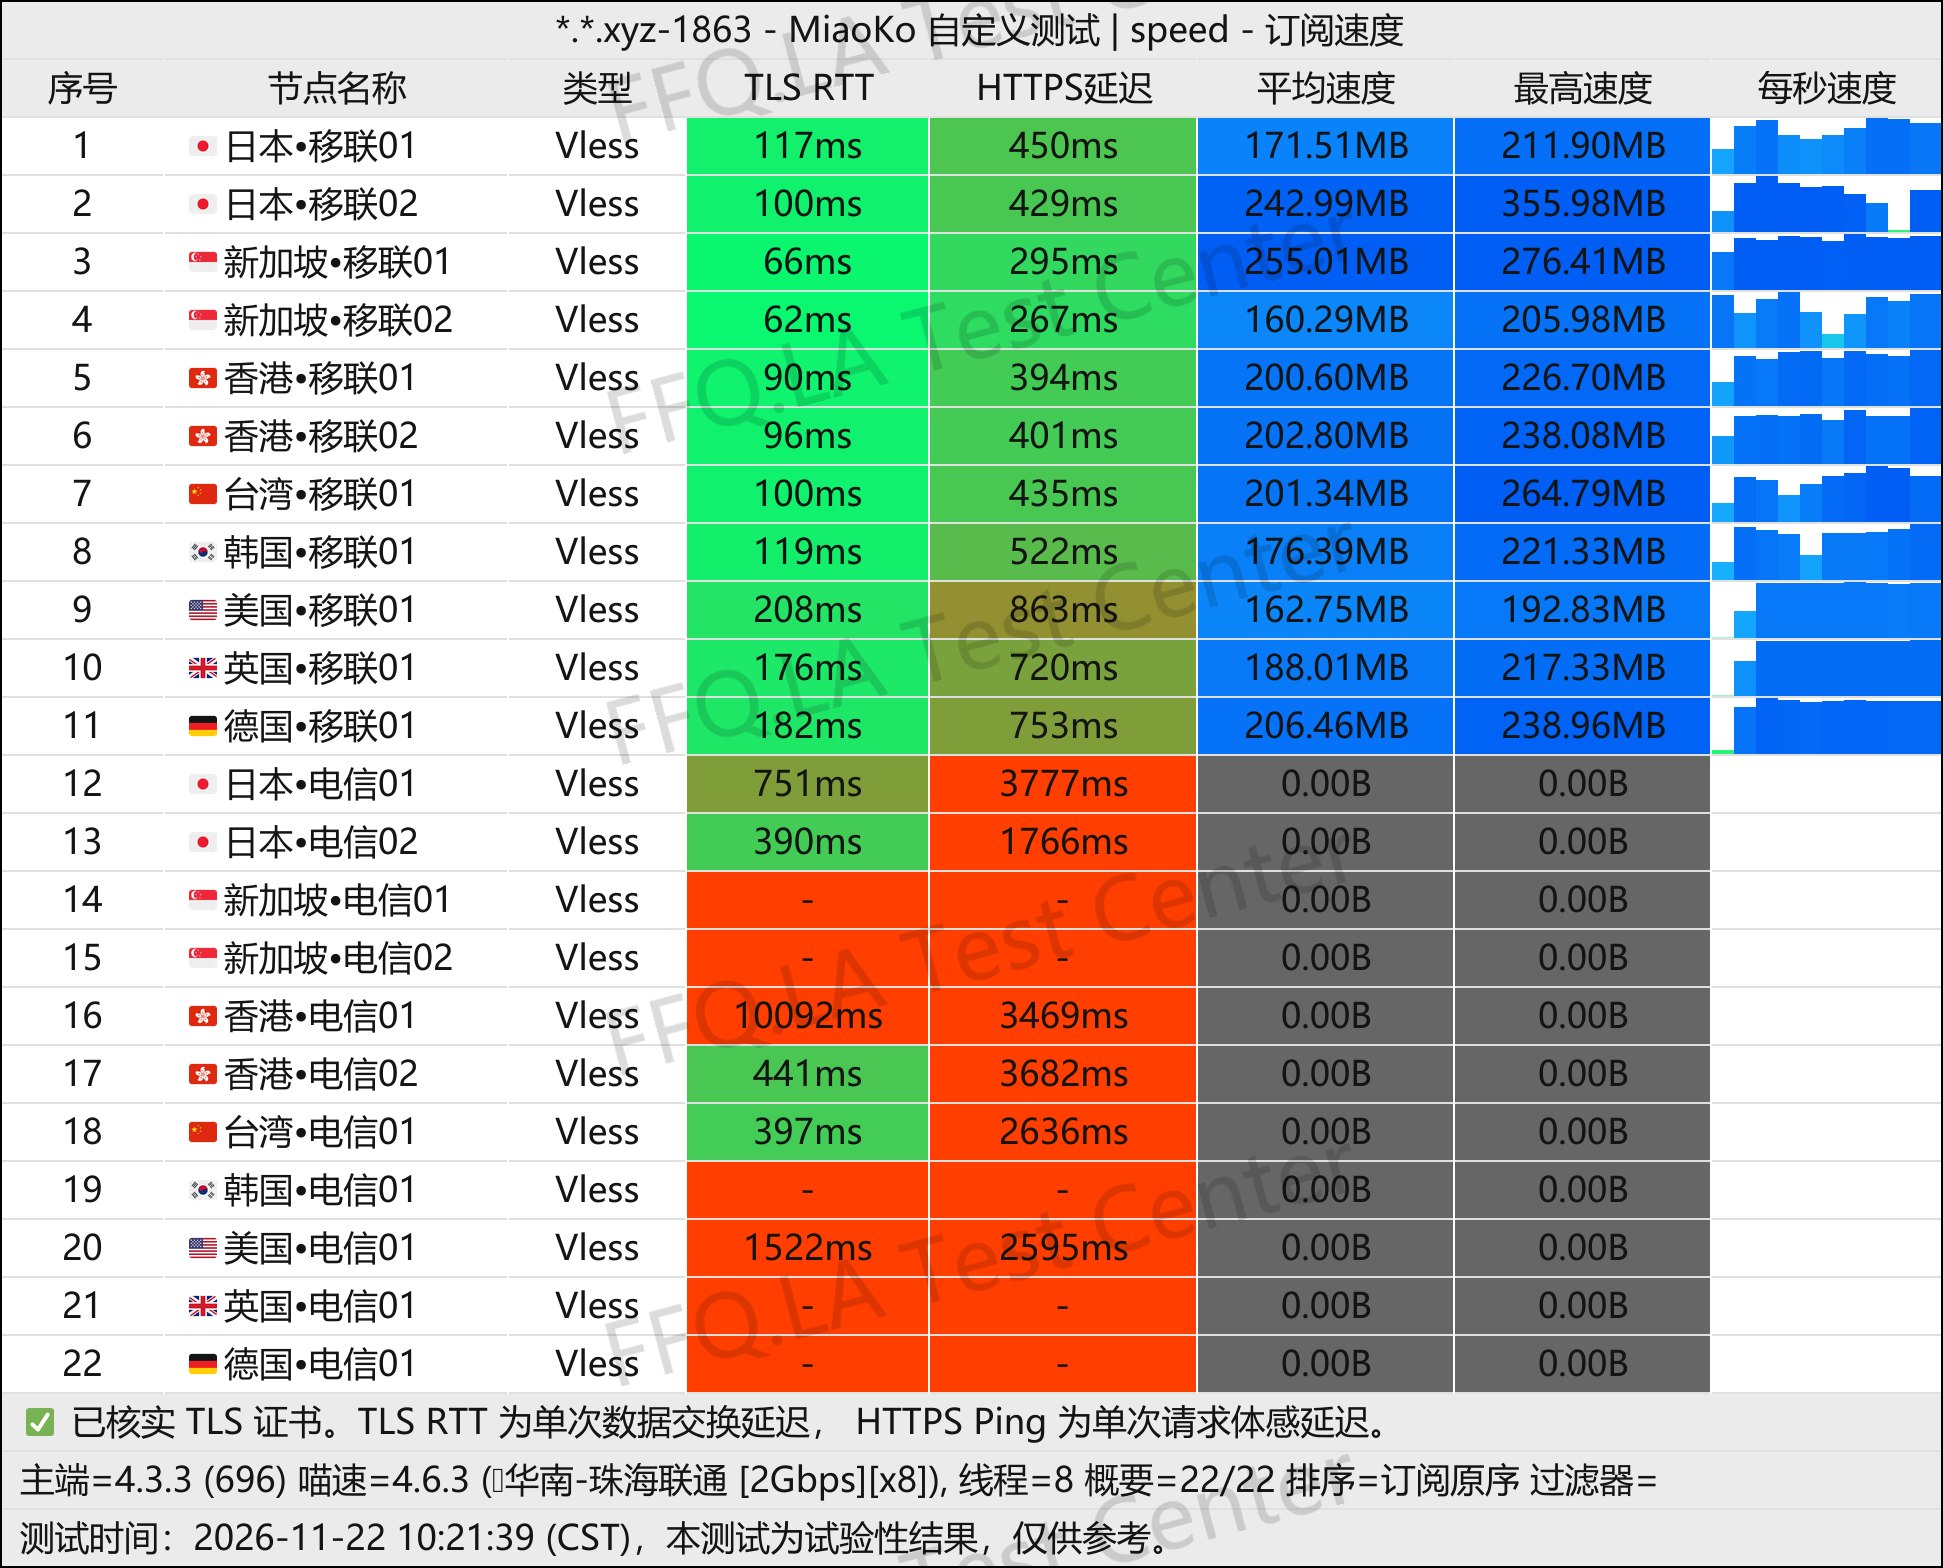 *.*.xyz-1863 - MiaoKo 自定义测试 | speed - 订阅速度
序号 节点名称 类型 TLS RTT HTTPS延迟 平均速度 最高速度 每秒速度
1 日本•移联01 Vless 117ms 450ms 171.51MB 211.90MB
2 日本•移联02 Vless 100ms 429ms 242.99MB 355.98MB
3 新加坡•移联01 Vless 66ms 295ms 255.01MB 276.41MB
4 新加坡•移联02 Vless 62ms 267ms 160.29MB 205.98MB
5 香港•移联01 Vless 90ms 394ms 200.60MB 226.70MB
6 香港•移联02 Vless 96ms 401ms 202.80MB 238.08MB
7 台湾•移联01 Vless 100ms 435ms 201.34MB 264.79MB
8 韩国•移联01 Vless 119ms 522ms 176.39MB 221.33MB
9 美国•移联01 Vless 208ms 863ms 162.75MB 192.83MB
10 英国•移联01 Vless 176ms 720ms 188.01MB 217.33MB
11 德国•移联01 Vless 182ms 753ms 206.46MB 238.96MB
12 日本•电信01 Vless 751ms 3777ms 0.00B 0.00B
13 日本•电信02 Vless 390ms 1766ms 0.00B 0.00B
14 新加坡•电信01 Vless - - 0.00B 0.00B
15 新加坡•电信02 Vless - - 0.00B 0.00B
16 香港•电信01 Vless 10092ms 3469ms 0.00B 0.00B
17 香港•电信02 Vless 441ms 3682ms 0.00B 0.00B
18 台湾•电信01 Vless 397ms 2636ms 0.00B 0.00B
19 韩国•电信01 Vless - - 0.00B 0.00B
20 美国•电信01 Vless 1522ms 2595ms 0.00B 0.00B
21 英国•电信01 Vless - - 0.00B 0.00B
22 德国•电信01 Vless - - 0.00B 0.00B
✅ 已核实 TLS 证书。TLS RTT 为单次数据交换延迟， HTTPS Ping 为单次请求体感延迟。
主端=4.3.3 (696) 喵速=4.6.3 (华南-珠海联通 [2Gbps][x8]), 线程=8 概要=22/22 排序=订阅原序 过滤器=
测试时间：2026-11-22 10:21:39 (CST)，本测试为试验性结果，仅供参考。
FFQ.LA Test Center
FFQ.LA Test Center
FFQ.LA Test Center
FFQ.LA Test Center
FFQ.LA Test Center